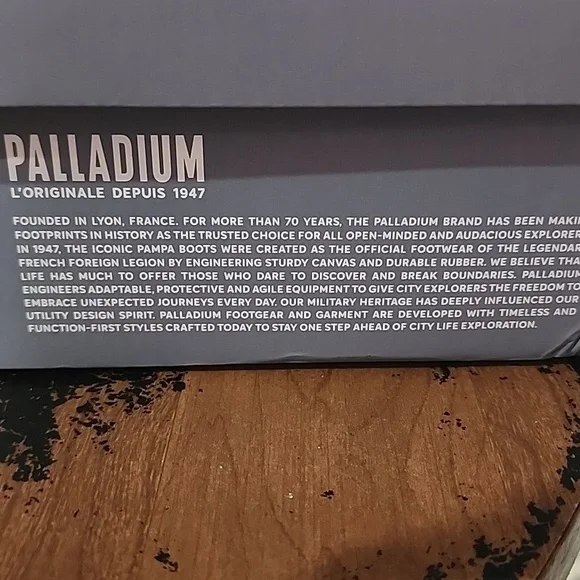 PALLADIUM
L'ORIGINALE DEPUIS 1947
FOUNDED IN LYON, FRANCE. FOR MORE THAN 70 YEARS, THE PALLADIUM BRAND HAS BEEN MAKIN
FOOTPRINTS IN HISTORY AS THE TRUSTED CHOICE FOR ALL OPEN-MINDED AND AUDACIOUS EXPLORER
IN 1947, THE ICONIC PAMPA BOOTS WERE CREATED AS THE OFFICIAL FOOTWEAR OF THE LEGENDAR
FRENCH FOREIGN LEGION BY ENGINEERING STURDY CANVAS AND DURABLE RUBBER. WE BELIEVE THA
LIFE HAS MUCH TO OFFER THOSE WHO DARE TO DISCOVER AND BREAK BOUNDARIES. PALLADIUM
ENGINEERS ADAPTABLE, PROTECTIVE AND AGILE EQUIPMENT TO GIVE CITY EXPLORERS THE FREEDOM TO
EMBRACE UNEXPECTED JOURNEYS EVERY DAY. OUR MILITARY HERITAGE HAS DEEPLY INFLUENCED OUR
UTILITY DESIGN SPIRIT. PALLADIUM FOOTGEAR AND GARMENT ARE DEVELOPED WITH TIMELESS AND
FUNCTION-FIRST STYLES CRAFTED TODAY TO STAY ONE STEP AHEAD OF CITY LIFE EXPLORATION.